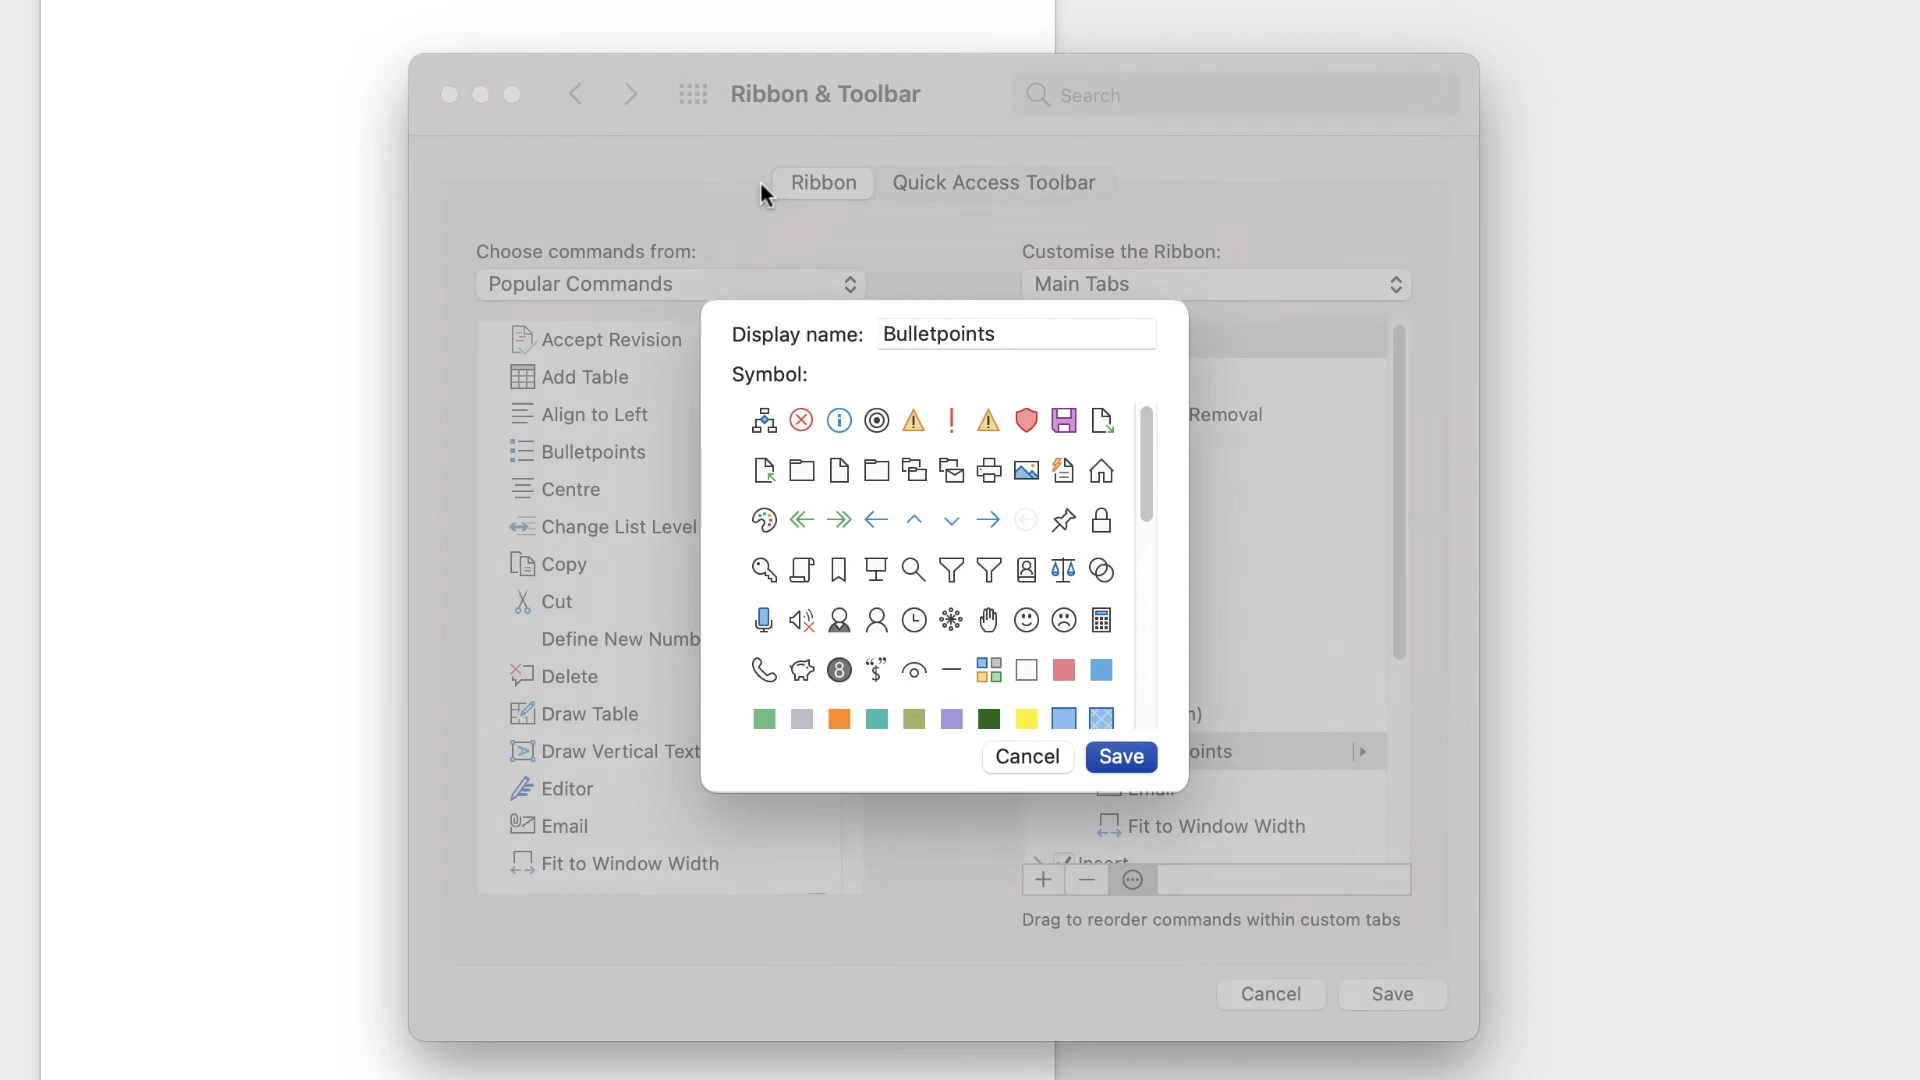 Ribbon & Toolbar
Search
Ribbon
Quick Access Toolbar
Choose commands from:
Popular Commands
Customise the Ribbon:
Main Tabs
Accept Revision
Add Table
Align to Left
Bulletpoints
Centre
Change List Level
Copy
Cut
Define New Numb
Delete
Draw Table
Draw Vertical Text
Editor
Email
Fit to Window Width
Display name:
Bulletpoints
Symbol:
Cancel
Save
Removal
)
oints
Email
Fit to Window Width
Insert
Drag to reorder commands within custom tabs
Cancel
Save